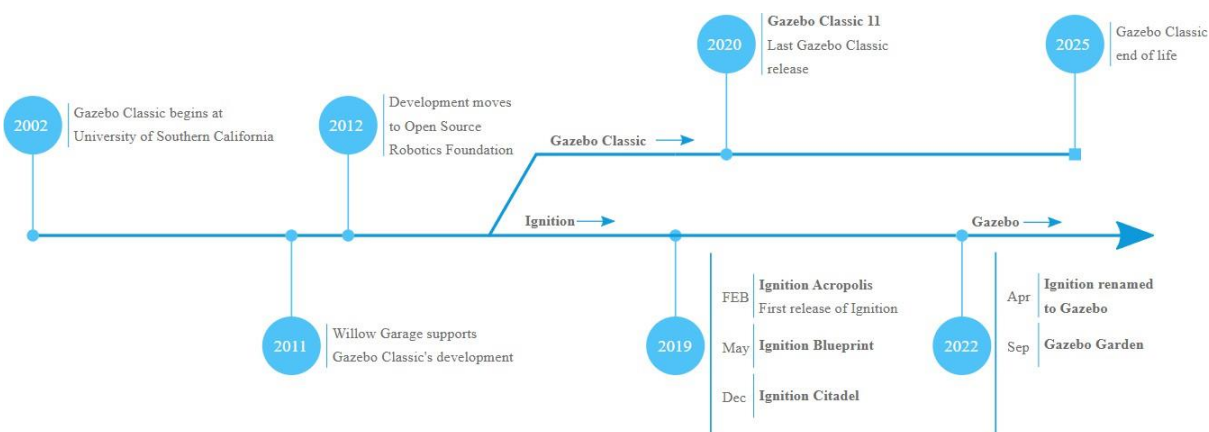 2002
Gazebo Classic begins at
University of Southern California
2012
Development moves
to Open Source
Robotics Foundation
2020
Gazebo Classic 11
Last Gazebo Classic
release
2025
Gazebo Classic
end of life
Gazebo Classic
Ignition
Gazebo
2011
Willow Garage supports
Gazebo Classic's development
2019
FEB
Ignition Acropolis
First release of Ignition
May
Ignition Blueprint
Dec
Ignition Citadel
2022
Apr
Ignition renamed
to Gazebo
Sep
Gazebo Garden